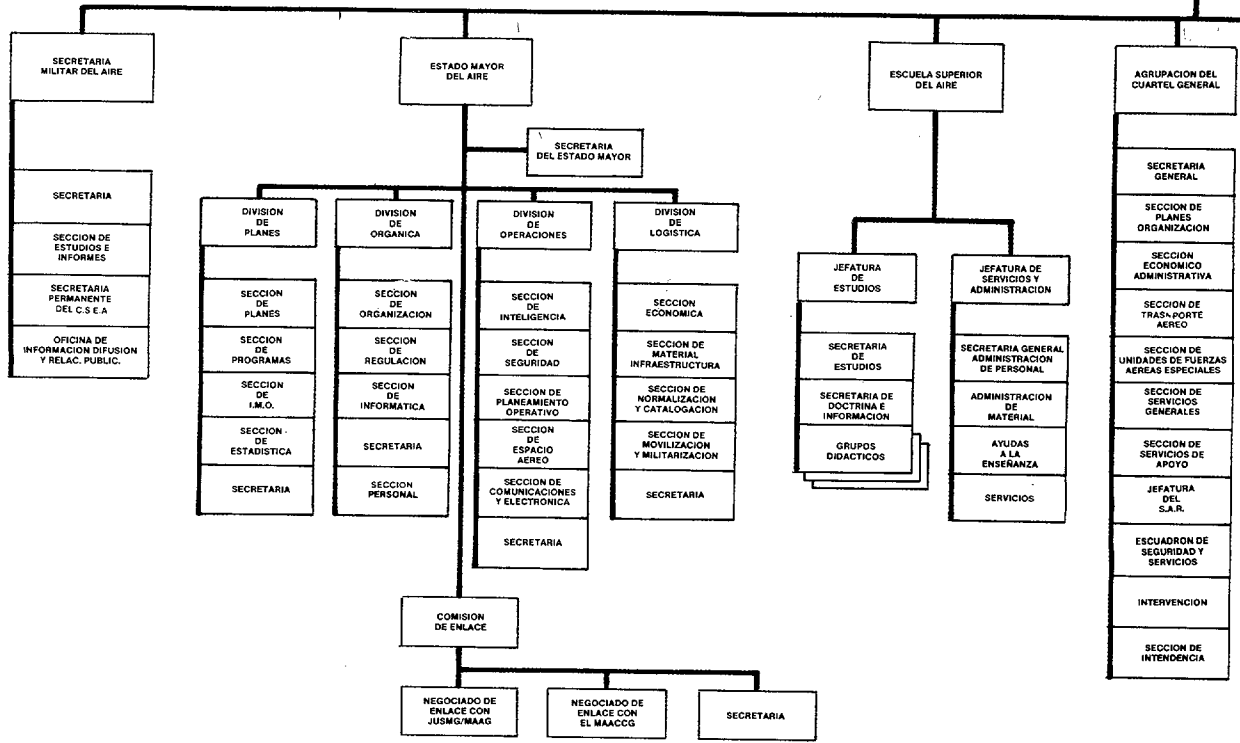 SECRETARIA
MILITAR DEL AIRE
SECRETARIA
SECCION DE
ESTUDIOS E
INFORMES
SECRETARIA
PERMANENTE
DEL C.S.E.A
OFICINA DE
INFORMACION DIFUSION
Y RELAC. PUBLIC.
ESTADO MAYOR
DEL AIRE
SECRETARIA
DEL ESTADO MAYOR
DIVISION
DE
PLANES
SECCION
DE
PLANES
SECCION
DE
PROGRAMAS
SECCION
DE
I.M.O.
SECCION
DE
ESTADISTICA
SECRETARIA
DIVISION
DE
ORGANICA
SECCION
DE
ORGANIZACION
SECCION
DE
REGULACION
SECCION
DE
INFORMATICA
SECRETARIA
SECCION
PERSONAL
DIVISION
DE
OPERACIONES
SECCION
DE
INTELIGENCIA
SECCION
DE
SEGURIDAD
SECCION
DE
PLANEAMIENTO
OPERATIVO
SECCION
DE
ESPACIO
AEREO
SECCION DE
COMUNICACIONES
Y ELECTRONICA
SECRETARIA
DIVISION
DE
LOGISTICA
SECCION
ECONOMICA
SECCION
DE
MATERIAL
INFRAESTRUCTURA
SECCION
DE
NORMALIZACION
Y CATALOGACION
SECCION DE
MOVILIZACION
Y MILITARIZACION
SECRETARIA
COMISION
DE ENLACE
NEGOCIADO DE
ENLACE CON
JUSMG/MAAG
NEGOCIADO DE
ENLACE CON
EL MAACCG
SECRETARIA
ESCUELA SUPERIOR
DEL AIRE
JEFATURA
DE
ESTUDIOS
SECRETARIA
DE
ESTUDIOS
SECRETARIA DE
DOCTRINA E
INFORMACION
GRUPOS
DIDACTICOS
JEFATURA DE
SERVICIOS Y
ADMINISTRACION
SECRETARIA GENERAL
ADMINISTRACION
DE PERSONAL
ADMINISTRACION
DE
MATERIAL
AYUDAS
A LA
ENSEÑANZA
SERVICIOS
AGRUPACION DEL
CUARTEL GENERAL
SECRETARIA
GENERAL
SECCION DE
PLANES
ORGANIZACION
SECCION
ECONOMICO
ADMINISTRATIVA
SECCION DE
TRASPORTE
AEREO
SECCION DE
UNIDADES DE FUERZAS
AEREAS ESPECIALES
SECCION DE
SERVICIOS
GENERALES
SECCION DE
SERVICIOS DE
APOYO
JEFATURA
DEL
S.A.R.
ESCUADRON DE
SEGURIDAD Y
SERVICIOS
INTERVENCION
SECCION DE
INTENDENCIA